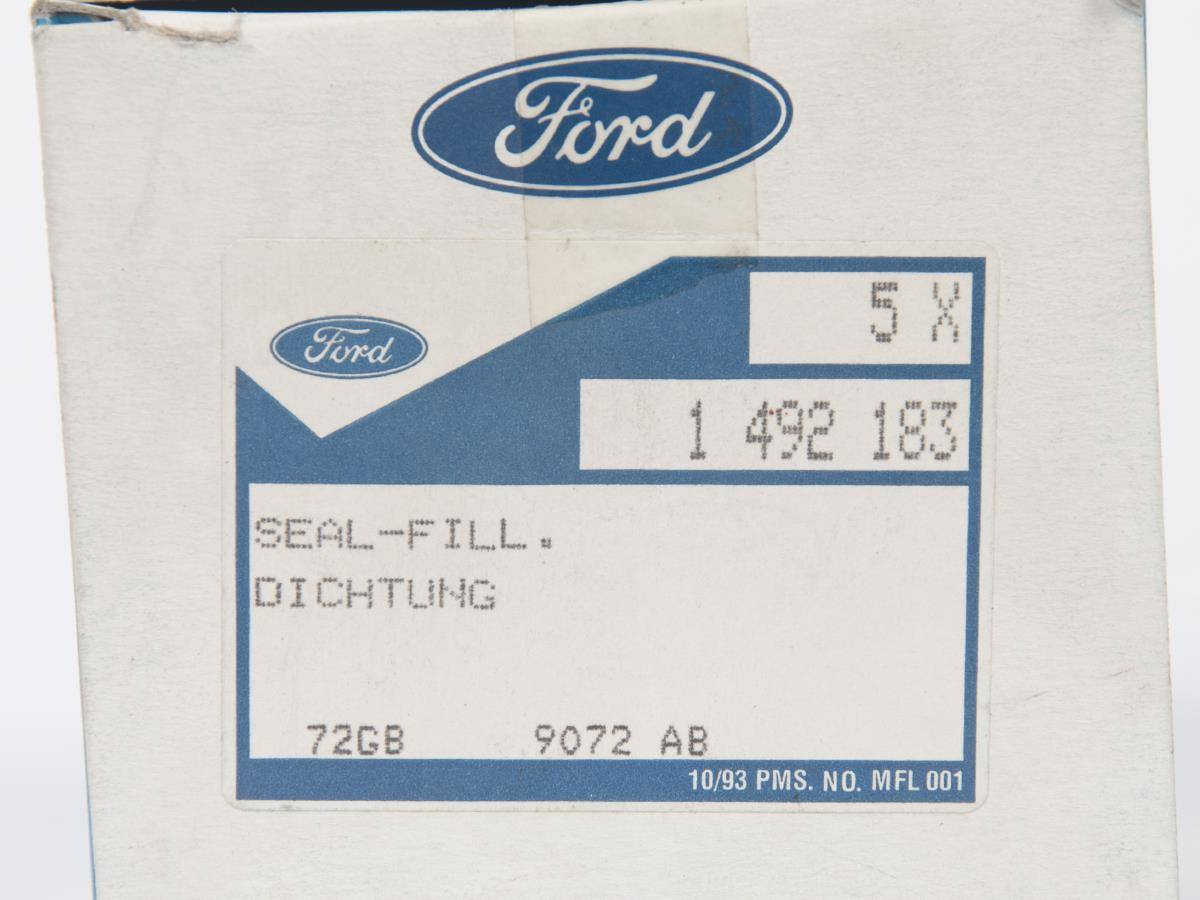 Ford
Ford
5 X
1 492 183
SEAL-FILL.
DICHTUNG
72GB 9072 AB
10/93 PMS. NO. MFL 001